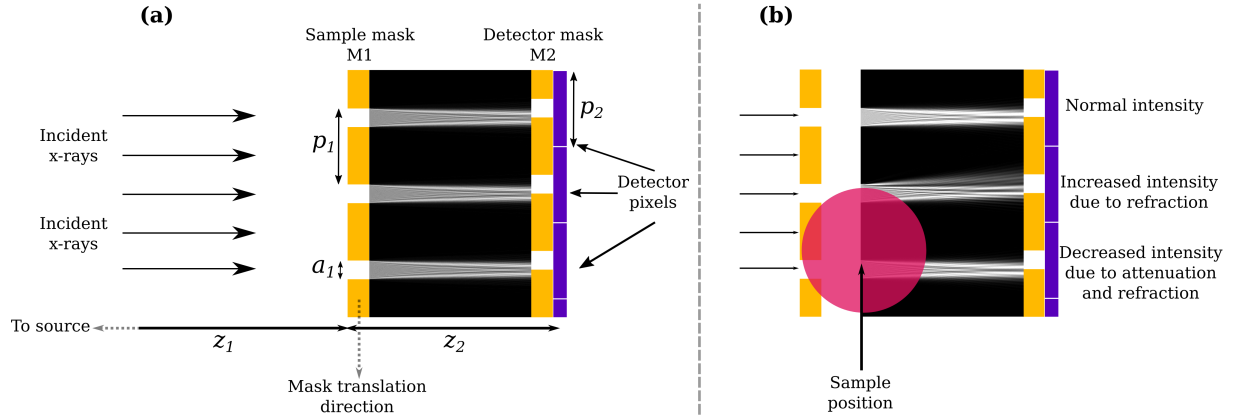 (a)
Sample mask
M1
Detector mask
M2
Incident
x-rays
Incident
x-rays
p1
a1
p2
Detector
pixels
To source
z1
z2
Mask translation
direction
(b)
Normal intensity
Increased intensity
due to refraction
Decreased intensity
due to attenuation
and refraction
Sample
position